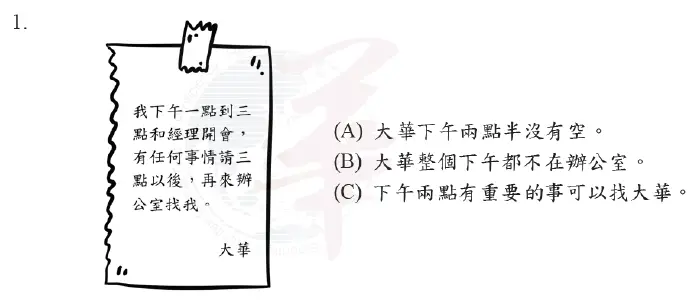 1.
我下午一點到三
點和經理開會，
有任何事情請三
點以後，再來辦
公室找我。
大華
(A) 大華下午兩點半沒有空。
(B) 大華整個下午都不在辦公室。
(C) 下午兩點有重要的事可以找大華。